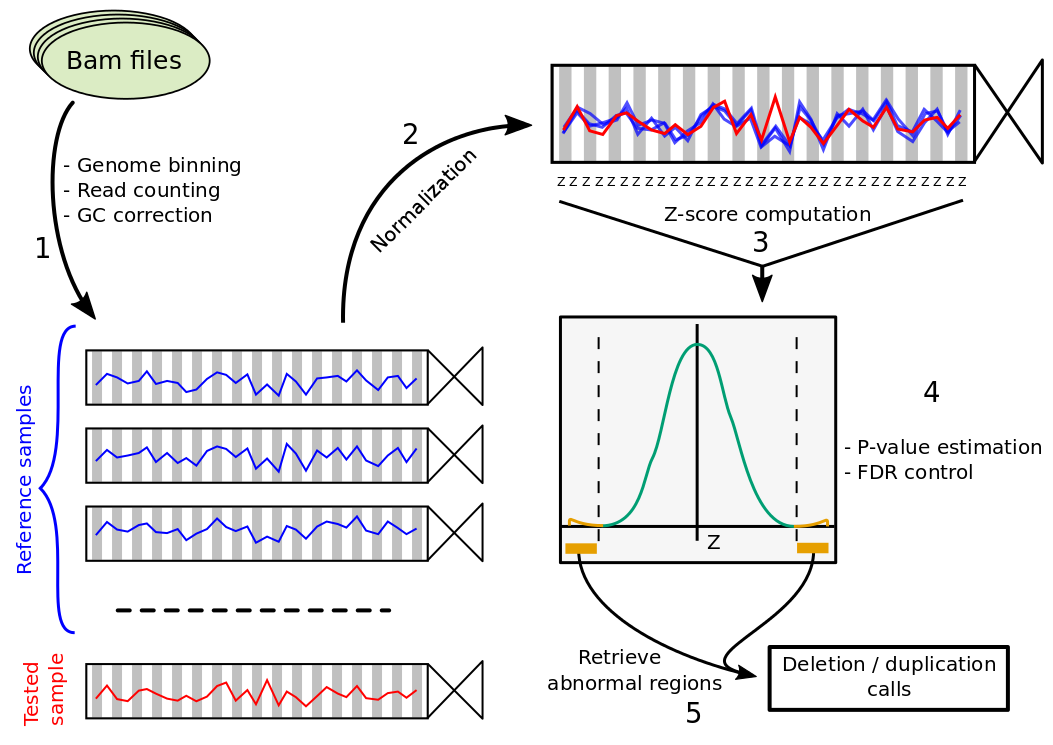 Bam files
- Genome binning
- Read counting
- GC correction
1
2
Normalization
Reference samples
Tested
sample
z z z z z z z z z z z z z z z z z z z z z z z z z z z z z z z z z
Z-score computation
3
Z
4
- P-value estimation
- FDR control
Retrieve
abnormal regions
5
Deletion / duplication
calls